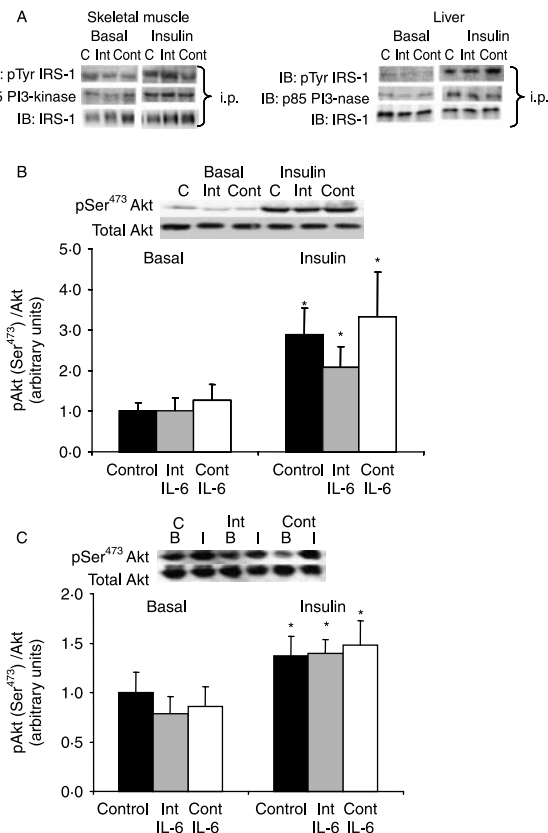 A
Skeletal muscle
Basal Insulin
C Int Cont C Int Cont
: pTyr IRS-1
5 PI3-kinase
IB: IRS-1
i.p.
Liver
Basal Insulin
C Int Cont C Int Cont
IB: pTyr IRS-1
IB: p85 PI3-nase
IB: IRS-1
i.p.
B
Basal Insulin
C Int Cont C Int Cont
pSer473 Akt
Total Akt
5·0
4·0
3·0
2·0
1·0
0·0
pAkt (Ser473) /Akt
(arbitrary units)
Basal Insulin
* * *
Control Int IL-6 Cont IL-6 Control Int IL-6 Cont IL-6
C
C Int Cont
B I B I B I
pSer473 Akt
Total Akt
2·0
1·5
1·0
0·5
0·0
pAkt (Ser473) /Akt
(arbitrary units)
Basal Insulin
* * *
Control Int IL-6 Cont IL-6 Control Int IL-6 Cont IL-6